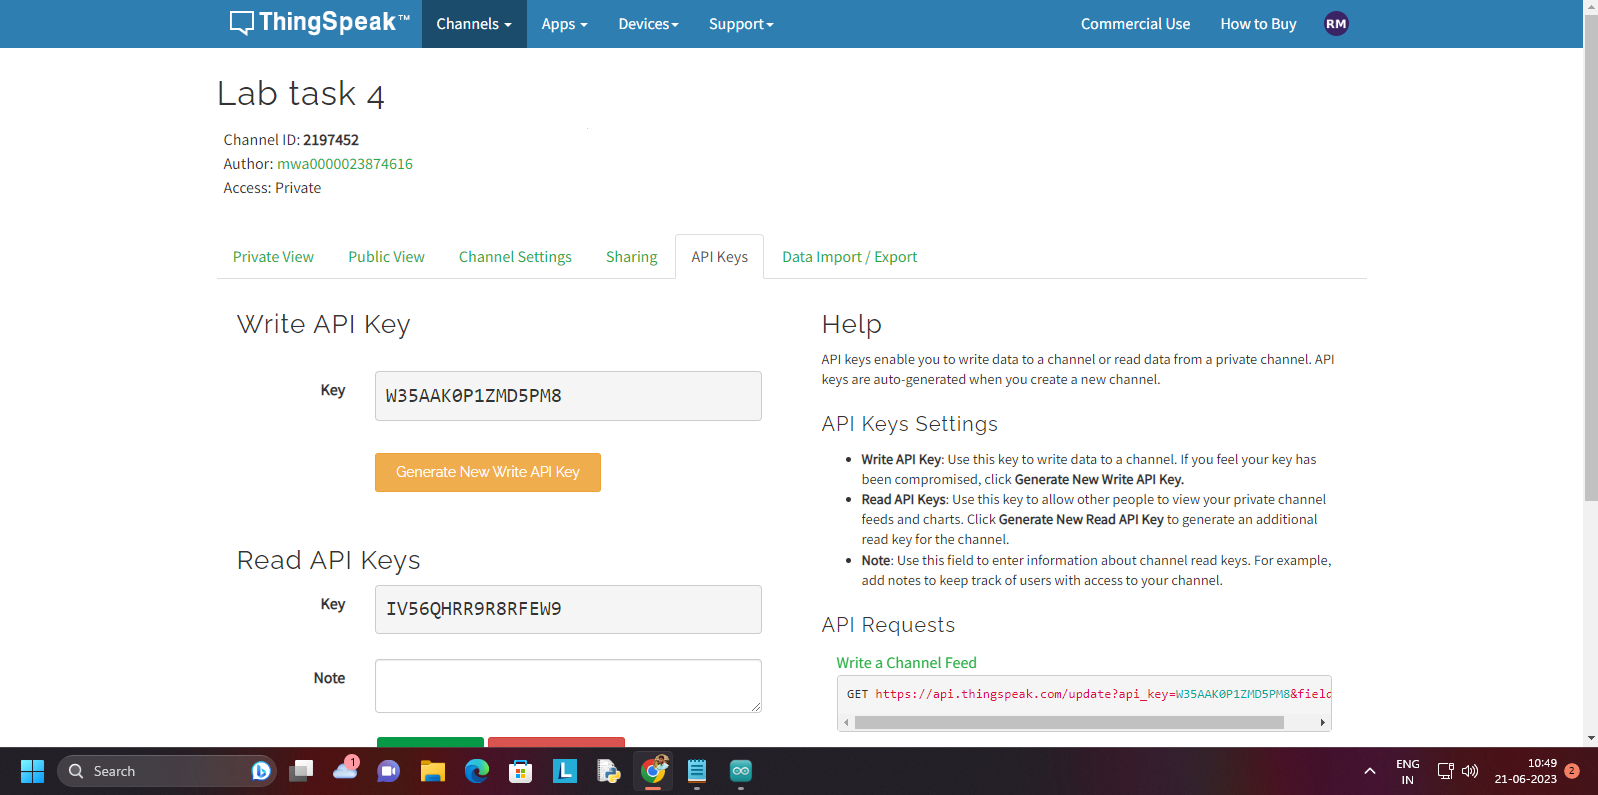 ThingSpeak™
Channels
Apps
Devices
Support
Commercial Use
How to Buy
RM
Lab task 4
Channel ID: 2197452
Author: mwa0000023874616
Access: Private
Private View
Public View
Channel Settings
Sharing
API Keys
Data Import / Export
Write API Key
Key
W35AAK0P1ZMD5PM8
Generate New Write API Key
Read API Keys
Key
IV56QHRR9R8RFEW9
Note
Help
API keys enable you to write data to a channel or read data from a private channel. API
keys are auto-generated when you create a new channel.
API Keys Settings
• Write API Key: Use this key to write data to a channel. If you feel your key has
been compromised, click Generate New Write API Key.
• Read API Keys: Use this key to allow other people to view your private channel
feeds and charts. Click Generate New Read API Key to generate an additional
read key for the channel.
• Note: Use this field to enter information about channel read keys. For example,
add notes to keep track of users with access to your channel.
API Requests
Write a Channel Feed
GET https://api.thingspeak.com/update?api_key=W35AAK0P1ZMD5PM8&field
Search
1
L
ENG
IN
10:49
21-06-2023
2